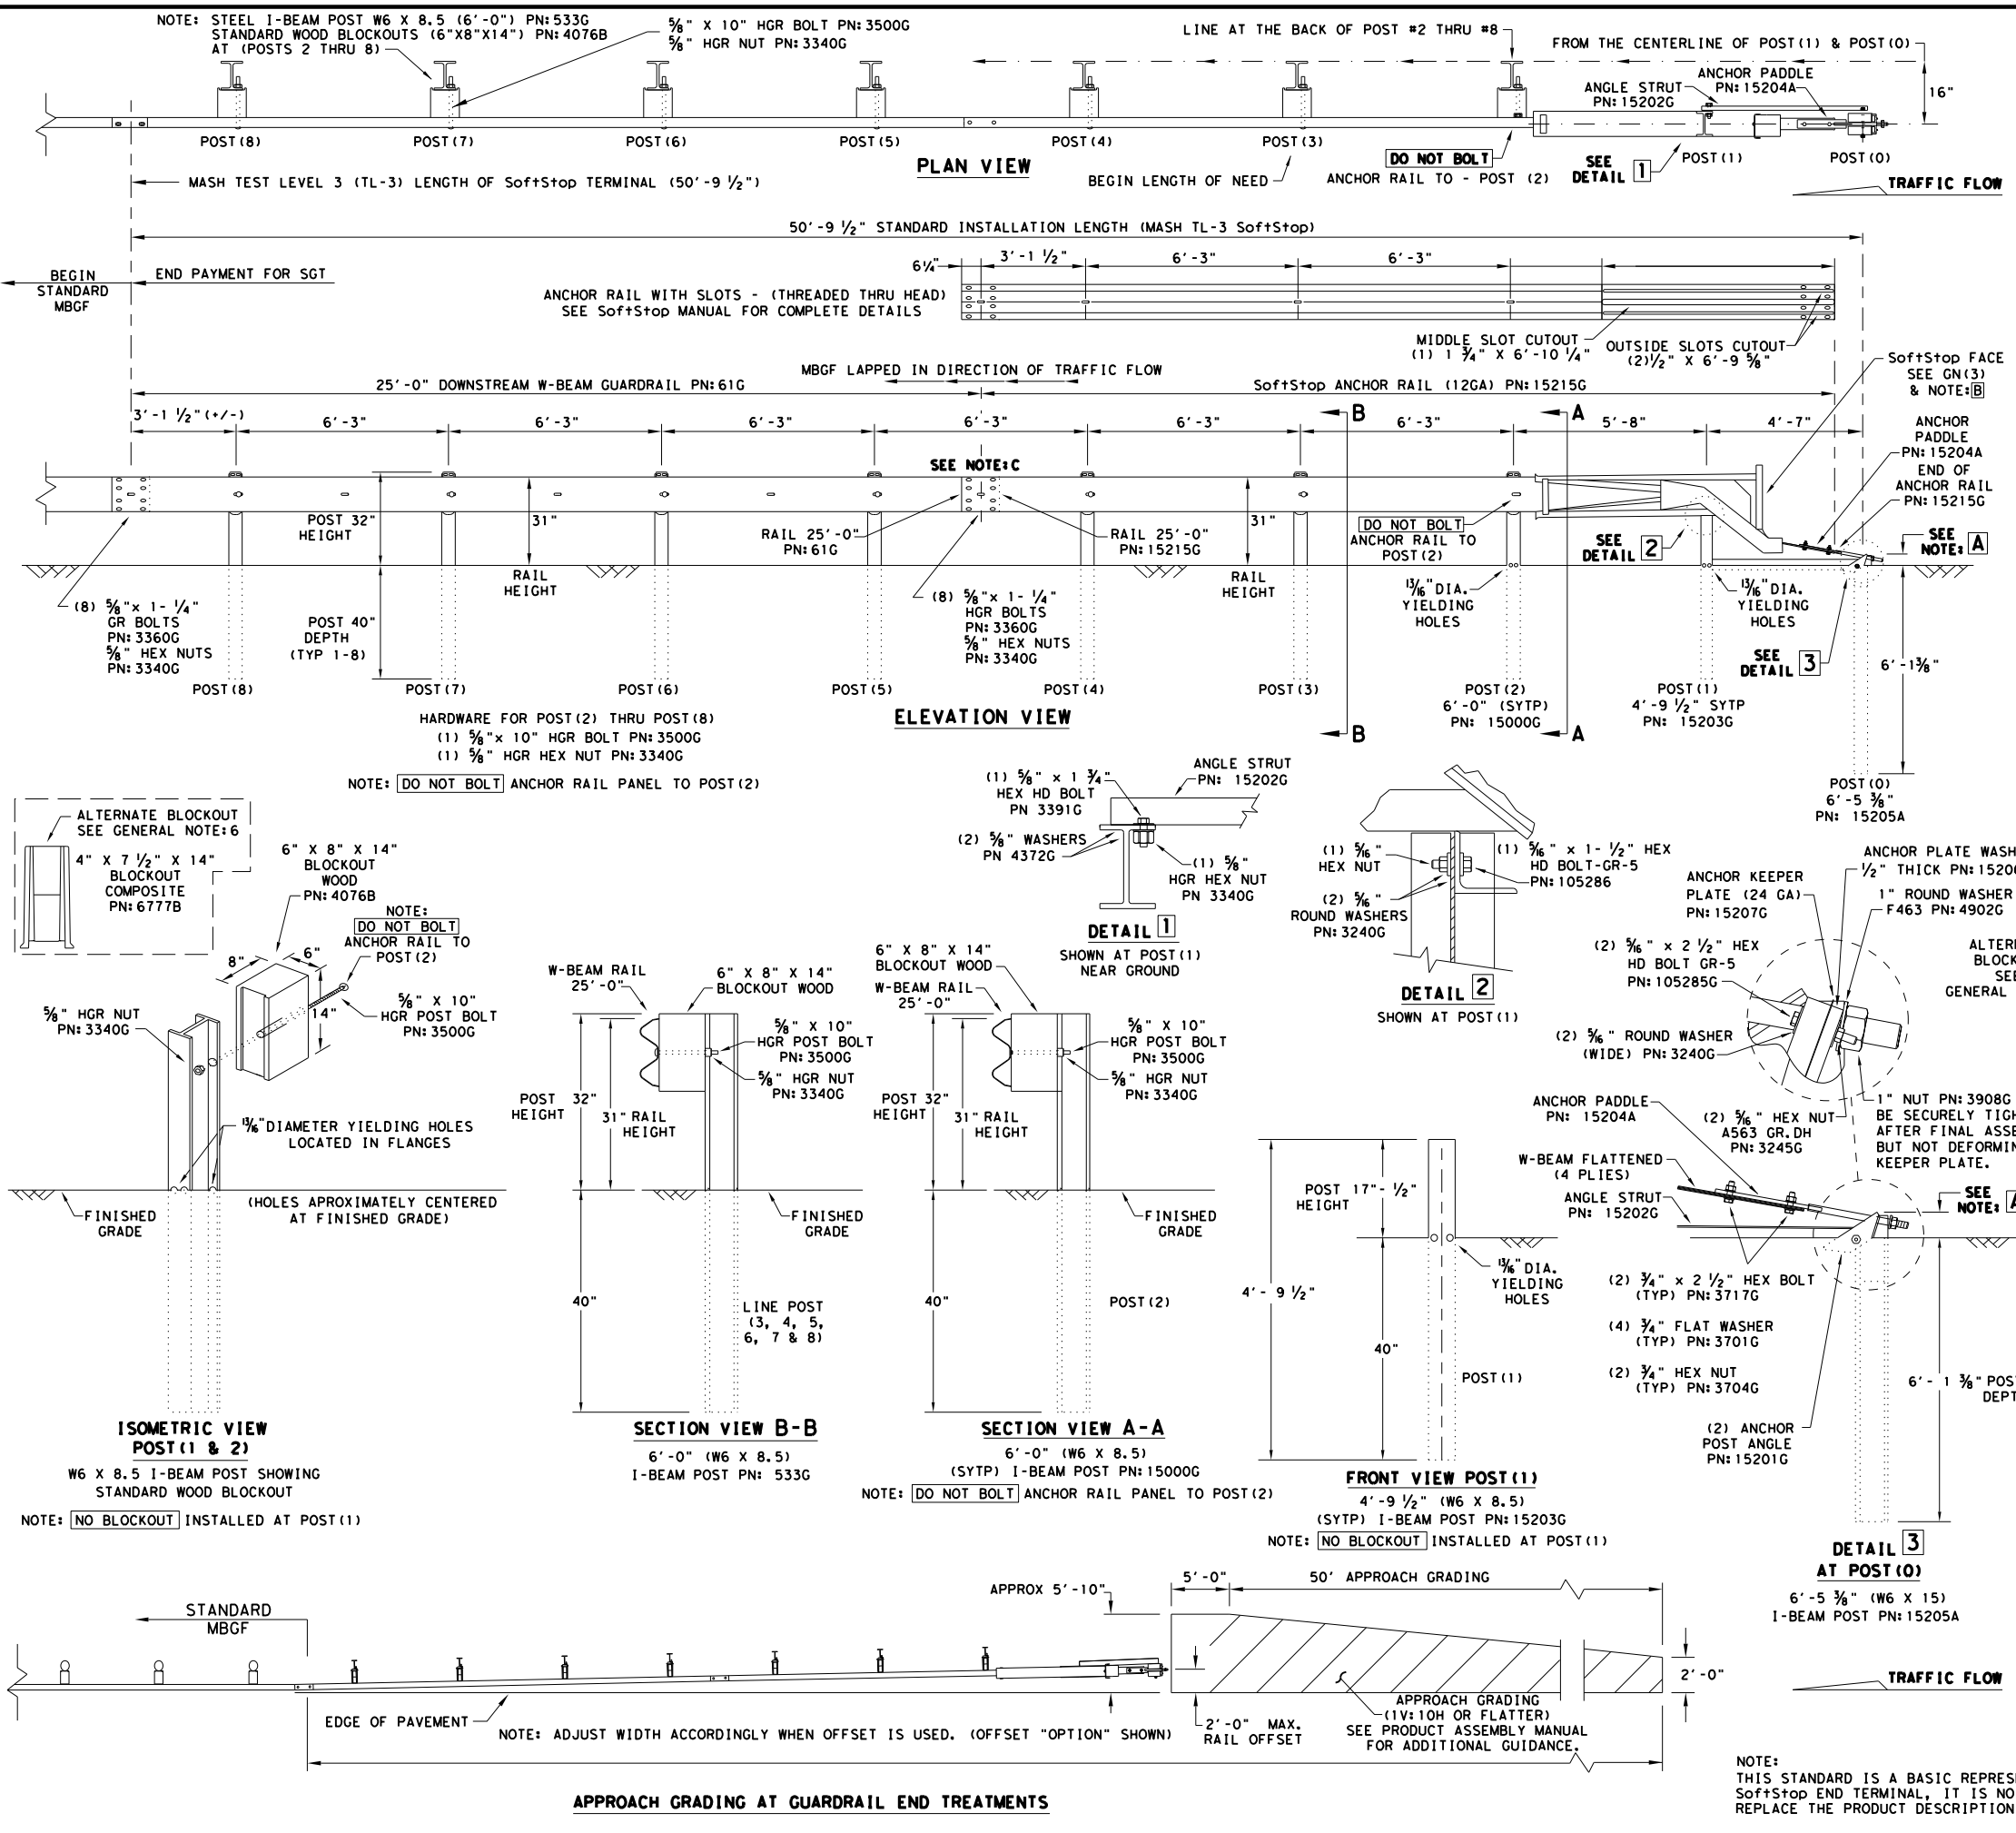 NOTE: STEEL I-BEAM POST W6 X 8.5 (6'-0") PN:533G
STANDARD WOOD BLOCKOUTS (6"X8"X14") PN:4076B
AT (POSTS 2 THRU 8)
5/8" X 10" HGR BOLT PN:3500G
5/8" HGR NUT PN:3340G
LINE AT THE BACK OF POST #2 THRU #8
FROM THE CENTERLINE OF POST(1) & POST(0)
ANCHOR PADDLE
PN:15204A
ANGLE STRUT
PN:15202G
16"
POST(8)
POST(7)
POST(6)
POST(5)
POST(4)
POST(3)
PLAN VIEW
DO NOT BOLT
ANCHOR RAIL TO - POST (2)
SEE
DETAIL 1
POST(1)
POST(0)
BEGIN LENGTH OF NEED
MASH TEST LEVEL 3 (TL-3) LENGTH OF SoftStop TERMINAL (50'-9 1/2")
TRAFFIC FLOW
50'-9 1/2" STANDARD INSTALLATION LENGTH (MASH TL-3 SoftStop)
BEGIN
STANDARD
MBGF
END PAYMENT FOR SGT
6 1/4"
3'-1 1/2"
6'-3"
6'-3"
ANCHOR RAIL WITH SLOTS - (THREADED THRU HEAD)
SEE SoftStop MANUAL FOR COMPLETE DETAILS
MIDDLE SLOT CUTOUT
(1) 1 3/4" X 6'-10 1/4"
OUTSIDE SLOTS CUTOUT
(2)1/2" X 6'-9 5/8"
MBGF LAPPED IN DIRECTION OF TRAFFIC FLOW
25'-0" DOWNSTREAM W-BEAM GUARDRAIL PN:61G
SoftStop ANCHOR RAIL (12GA) PN:15215G
SoftStop FACE
SEE GN(3)
& NOTE: B
3'-1 1/2"(+/-)
6'-3"
6'-3"
6'-3"
6'-3"
6'-3"
6'-3"
5'-8"
4'-7"
B
A
ANCHOR
PADDLE
PN:15204A
END OF
ANCHOR RAIL
PN:15215G
SEE NOTE:C
POST 32"
HEIGHT
31"
RAIL
HEIGHT
RAIL 25'-0"
PN:61G
RAIL 25'-0"
PN:15215G
31"
RAIL
HEIGHT
DO NOT BOLT
ANCHOR RAIL TO
POST(2)
SEE
DETAIL 2
SEE
NOTE: A
(8) 5/8"x 1- 1/4"
GR BOLTS
PN:3360G
5/8" HEX NUTS
PN:3340G
POST 40"
DEPTH
(TYP 1-8)
(8) 5/8"x 1- 1/4"
HGR BOLTS
PN:3360G
5/8" HEX NUTS
PN:3340G
13/16" DIA.
YIELDING
HOLES
13/16" DIA.
YIELDING
HOLES
SEE
DETAIL 3
6'-1 3/8"
POST(8)
POST(7)
POST(6)
POST(5)
POST(4)
POST(3)
POST(2)
6'-0" (SYTP)
PN: 15000G
POST(1)
4'-9 1/2" SYTP
PN: 15203G
B
A
POST(0)
6'-5 3/8"
PN: 15205A
ELEVATION VIEW
HARDWARE FOR POST(2) THRU POST(8)
(1) 5/8"x 10" HGR BOLT PN:3500G
(1) 5/8" HGR HEX NUT PN:3340G
NOTE: DO NOT BOLT ANCHOR RAIL PANEL TO POST(2)
ALTERNATE BLOCKOUT
SEE GENERAL NOTE:6
4" X 7 1/2" X 14"
BLOCKOUT
COMPOSITE
PN:6777B
6" X 8" X 14"
BLOCKOUT
WOOD
PN:4076B
NOTE:
DO NOT BOLT
ANCHOR RAIL TO
POST(2)
8"
6"
14"
5/8" X 10"
HGR POST BOLT
PN:3500G
5/8" HGR NUT
PN:3340G
13/16"DIAMETER YIELDING HOLES
LOCATED IN FLANGES
(HOLES APROXIMATELY CENTERED
AT FINISHED GRADE)
FINISHED
GRADE
ISOMETRIC VIEW
POST(1 & 2)
W6 X 8.5 I-BEAM POST SHOWING
STANDARD WOOD BLOCKOUT
NOTE: NO BLOCKOUT INSTALLED AT POST(1)
W-BEAM RAIL
25'-0"
6" X 8" X 14"
BLOCKOUT WOOD
5/8" X 10"
HGR POST BOLT
PN:3500G
5/8" HGR NUT
PN:3340G
POST 32"
HEIGHT
31" RAIL
HEIGHT
FINISHED
GRADE
40"
LINE POST
(3, 4, 5,
6, 7 & 8)
SECTION VIEW B-B
6'-0" (W6 X 8.5)
I-BEAM POST PN: 533G
6" X 8" X 14"
BLOCKOUT WOOD
W-BEAM RAIL
25'-0"
5/8" X 10"
HGR POST BOLT
PN:3500G
5/8" HGR NUT
PN:3340G
POST 32"
HEIGHT
31" RAIL
HEIGHT
FINISHED
GRADE
40"
POST(2)
SECTION VIEW A-A
6'-0" (W6 X 8.5)
(SYTP) I-BEAM POST PN:15000G
NOTE: DO NOT BOLT ANCHOR RAIL PANEL TO POST(2)
(1) 5/8" x 1 3/4"
HEX HD BOLT
PN 3391G
ANGLE STRUT
PN: 15202G
(2) 5/8" WASHERS
PN 4372G
(1) 5/8"
HGR HEX NUT
PN 3340G
DETAIL 1
SHOWN AT POST(1)
NEAR GROUND
(1) 5/16"
HEX NUT
(1) 5/16" x 1- 1/2" HEX
HD BOLT-GR-5
PN:105286
(2) 5/16"
ROUND WASHERS
PN:3240G
DETAIL 2
SHOWN AT POST(1)
POST 17"- 1/2"
HEIGHT
4'- 9 1/2"
40"
13/16" DIA.
YIELDING
HOLES
POST(1)
FRONT VIEW POST(1)
4'-9 1/2" (W6 X 8.5)
(SYTP) I-BEAM POST PN:15203G
NOTE: NO BLOCKOUT INSTALLED AT POST(1)
ANCHOR PLATE
1/2" THICK
ANCHOR KEEPER
PLATE (24 GA)
PN:15207G
1" ROUND WASHER
F463 PN:4902G
(2) 5/16" x 2 1/2" HEX
HD BOLT GR-5
PN:105285G
SEE
GENERAL
(2) 5/16" ROUND WASHER
(WIDE) PN:3240G
ANCHOR PADDLE
PN: 15204A
(2) 5/16" HEX NUT
A563 GR.DH
PN:3245G
1" NUT PN:3908G
BE SECURELY
AFTER FINAL
BUT NOT
KEEPER PLATE.
W-BEAM FLATTENED
(4 PLIES)
ANGLE STRUT
PN: 15202G
SEE
NOTE: A
(2) 3/4" x 2 1/2" HEX BOLT
(TYP) PN:3717G
(4) 3/4" FLAT WASHER
(TYP) PN:3701G
(2) 3/4" HEX NUT
(TYP) PN:3704G
6'- 1 3/8"
(2) ANCHOR
POST ANGLE
PN:15201G
DETAIL 3
AT POST(0)
6'-5 3/8" (W6 X 15)
I-BEAM POST PN:15205A
STANDARD
MBGF
APPROX 5'-10"
5'-0"
50' APPROACH GRADING
2'-0"
TRAFFIC FLOW
EDGE OF PAVEMENT
NOTE: ADJUST WIDTH ACCORDINGLY WHEN OFFSET IS USED. (OFFSET "OPTION" SHOWN)
2'-0" MAX.
RAIL OFFSET
APPROACH GRADING
(1V:10H OR FLATTER)
SEE PRODUCT ASSEMBLY MANUAL
FOR ADDITIONAL GUIDANCE.
APPROACH GRADING AT GUARDRAIL END TREATMENTS
NOTE:
THIS STANDARD IS A BASIC
SoftStop END TERMINAL, IT IS
REPLACE THE PRODUCT DESCRIPTION